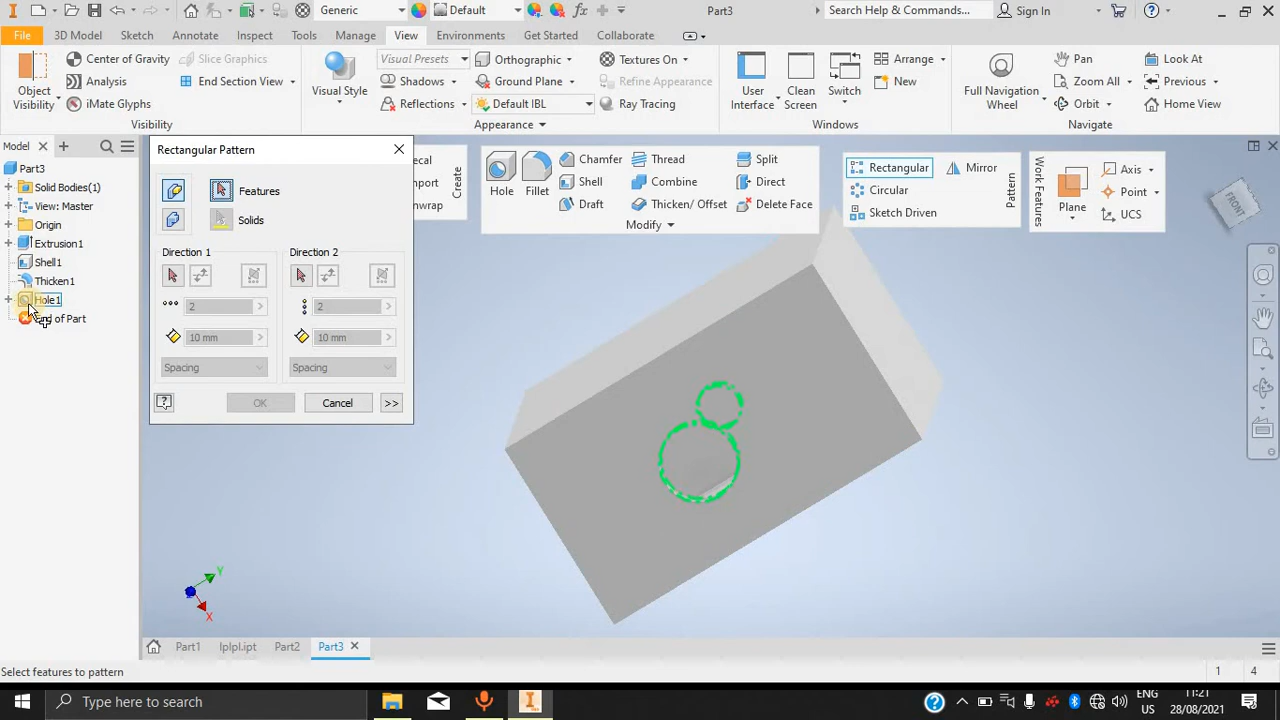 Generic
Default
Part3
Search Help & Commands...
Sign In
File
3D Model
Sketch
Annotate
Inspect
Tools
Manage
View
Environments
Get Started
Collaborate
Object
Visibility
Center of Gravity
Analysis
iMate Glyphs
Slice Graphics
End Section View
Visibility
Visual Style
Visual Presets
Shadows
Reflections
Orthographic
Ground Plane
Default IBL
Textures On
Refine Appearance
Ray Tracing
Appearance
User
Interface
Clean
Screen
Switch
Arrange
New
Windows
Full Navigation
Wheel
Pan
Zoom All
Orbit
Look At
Previous
Home View
Navigate
Model
Part3
Solid Bodies(1)
View: Master
Origin
Extrusion1
Shell1
Thicken1
Hole1
End of Part
Rectangular Pattern
Features
Solids
Direction 1
Direction 2
2
2
10 mm
10 mm
Spacing
Spacing
OK
Cancel
>>
Create
Hole
Fillet
Chamfer
Shell
Draft
Thread
Combine
Thicken/ Offset
Split
Direct
Delete Face
Modify
Rectangular
Mirror
Circular
Sketch Driven
Pattern
Work Features
Plane
Axis
Point
UCS
FRONT
Y
X
Part1
lplpl.ipt
Part2
Part3
Select features to pattern
1
4
Type here to search
ENG
US
11:21
28/08/2021